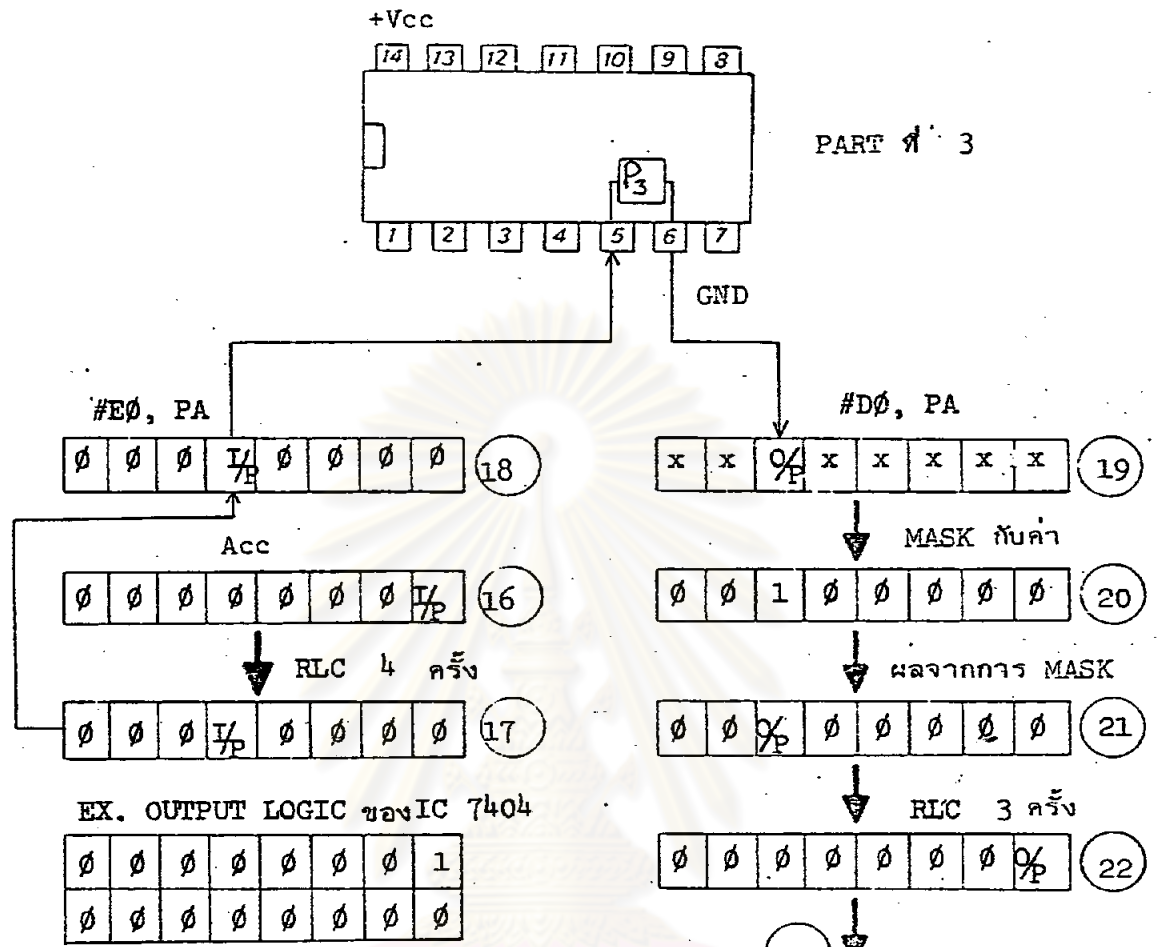 +Vcc
14 13 12 11 10 9 8
PART ที่ 3
P3
1 2 3 4 5 6 7
GND
#EØ, PA
Ø Ø Ø I/P Ø Ø Ø Ø 18
Acc
Ø Ø Ø Ø Ø Ø Ø I/P 16
RLC 4 ครั้ง
Ø Ø Ø I/P Ø Ø Ø Ø 17
EX. OUTPUT LOGIC ของ IC 7404
Ø Ø Ø Ø Ø Ø Ø 1
Ø Ø Ø Ø Ø Ø Ø Ø
#DØ, PA
x x O/P x x x x x 19
MASK กับค่า
Ø Ø 1 Ø Ø Ø Ø Ø 20
ผลจากการ MASK
Ø Ø O/P Ø Ø Ø Ø Ø 21
RLC 3 ครั้ง
Ø Ø Ø Ø Ø Ø Ø O/P 22